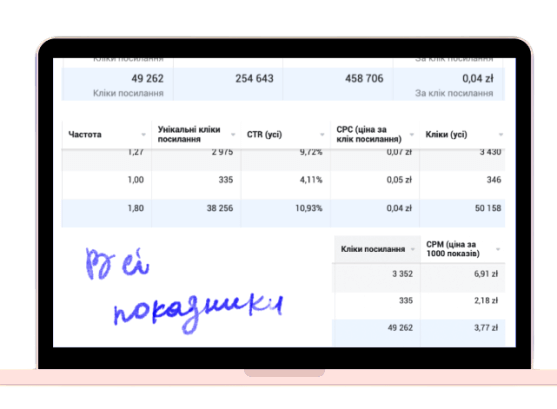 Кліки посилання За клік посилання
49 262 254 643 458 706 0,04 zł
Кліки посилання За клік посилання
Частота Унікальні кліки посилання CTR (усі) CPC (ціна за клік посилання) Кліки (усі)
1,27 2 975 9,72% 0,07 zł 3 430
1,00 335 4,11% 0,05 zł 346
1,80 38 256 10,93% 0,04 zł 50 158
Всі
показники
Кліки посилання CPM (ціна за 1000 показів)
3 352 6,91 zł
335 2,18 zł
49 262 3,77 zł